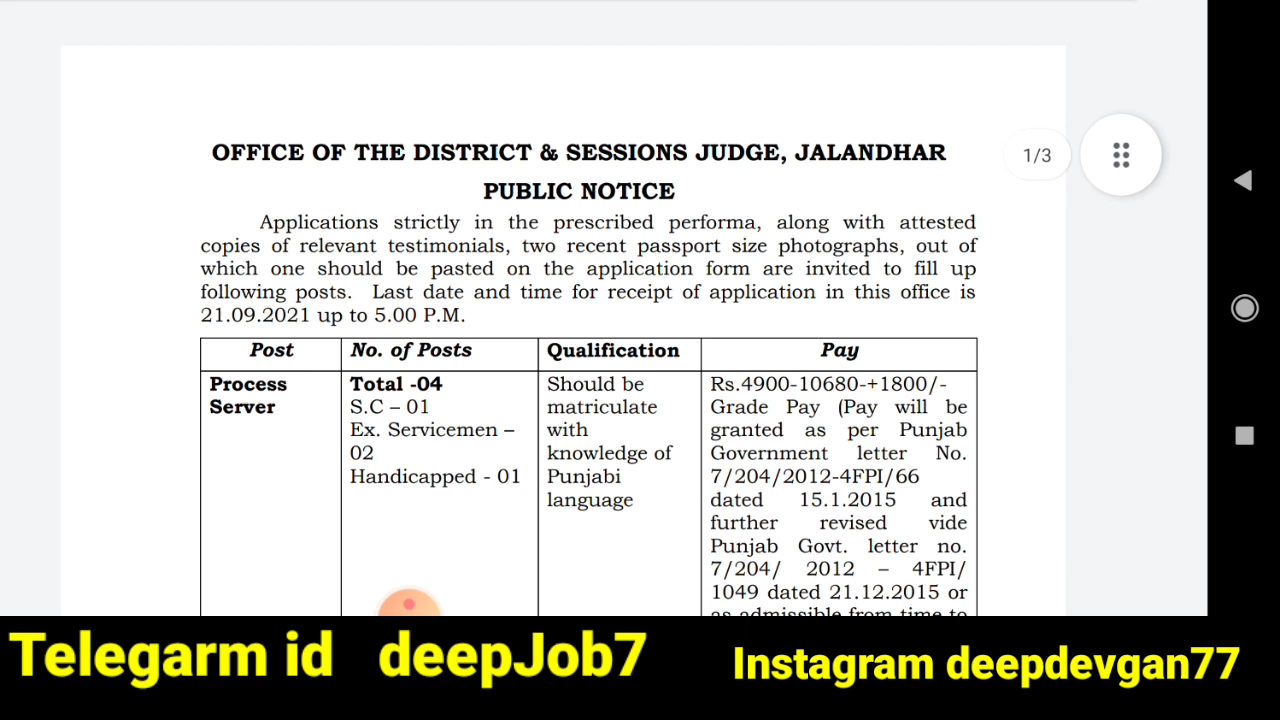 OFFICE OF THE DISTRICT & SESSIONS JUDGE, JALANDHAR
1/3
PUBLIC NOTICE
Applications strictly in the prescribed performa, along with attested
copies of relevant testimonials, two recent passport size photographs, out of
which one should be pasted on the application form are invited to fill up
following posts. Last date and time for receipt of application in this office is
21.09.2021 up to 5.00 P.M.
Post No. of Posts Qualification Pay
Process Total -04 Should be Rs.4900-10680-+1800/-
Server S.C – 01 matriculate Grade Pay (Pay will be
Ex. Servicemen – with granted as per Punjab
02 knowledge of Government letter No.
Handicapped - 01 Punjabi 7/204/2012-4FPI/66
language dated 15.1.2015 and
further revised vide
Punjab Govt. letter no.
7/204/ 2012 – 4FPI/
1049 dated 21.12.2015 or
as admissible from time to
Telegarm id deepJob7 Instagram deepdevgan77